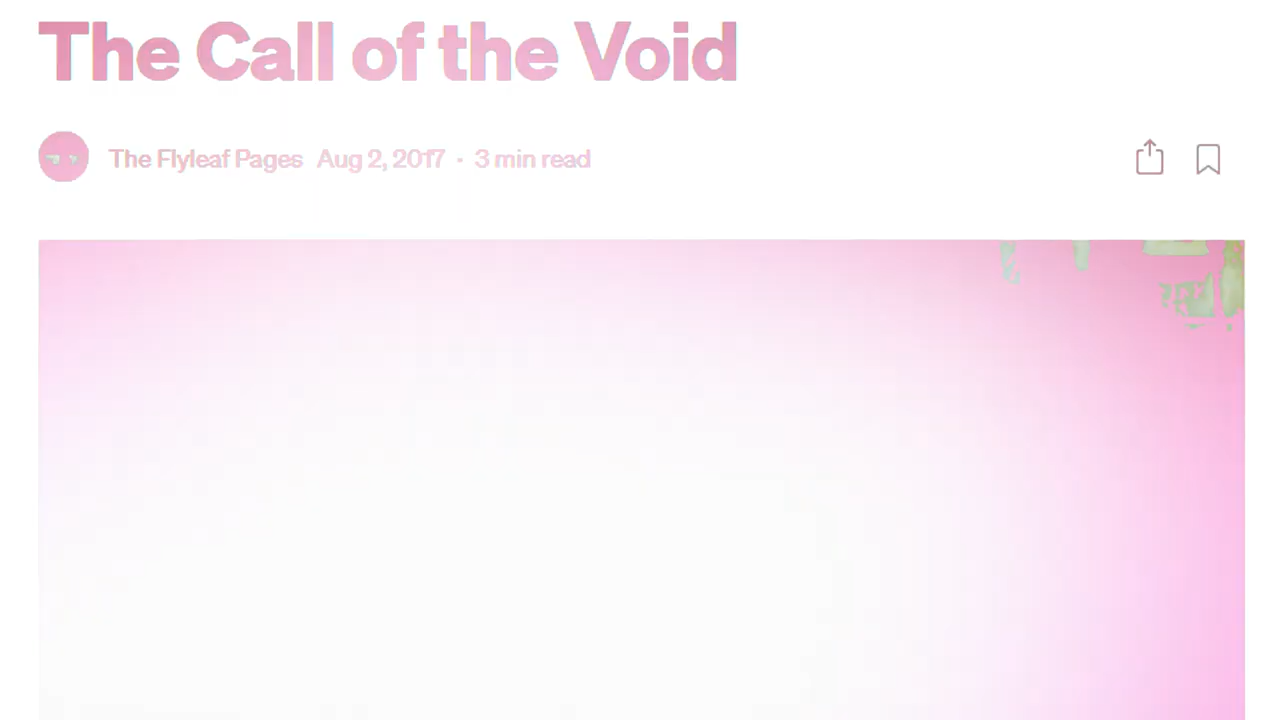 The Call of the Void
The Flyleaf Pages Aug 2, 2017 · 3 min read